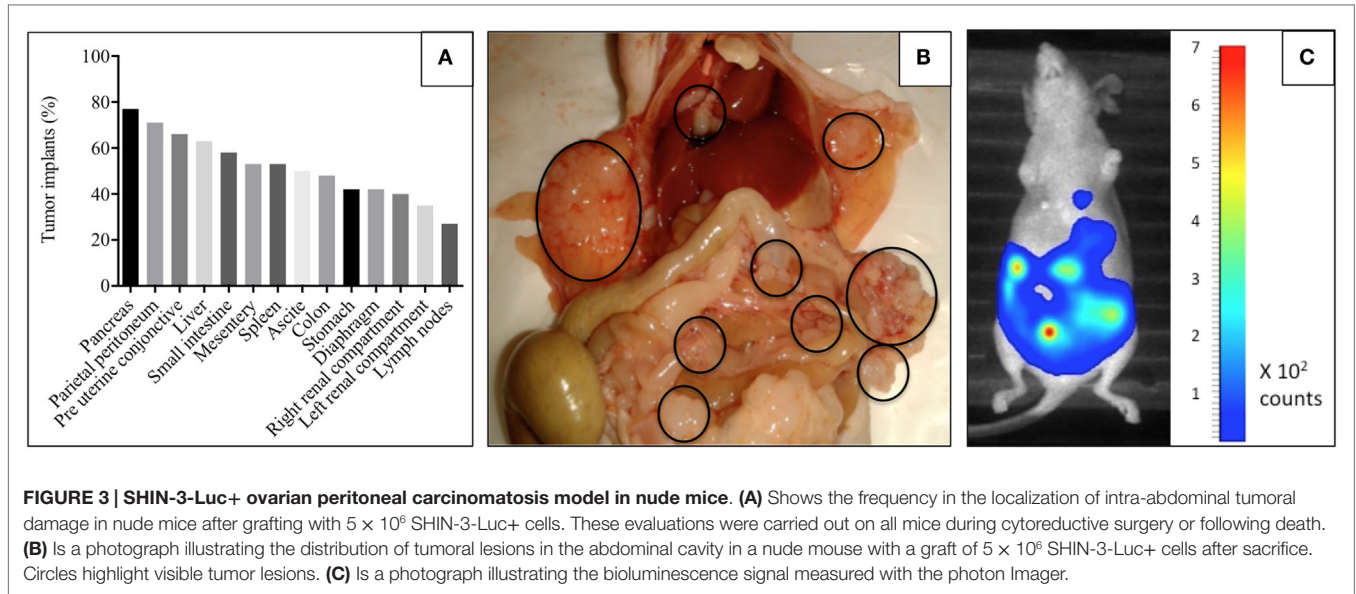 A
Tumor implants (%)
100
80
60
40
20
0
Pancreas
Parietal peritoneum
Pre uterine conjonctive
Liver
Small intestine
Mesentery
Spleen
Ascite
Colon
Stomach
Diaphragm
Right renal compartment
Left renal compartment
Lymph nodes
B
C
7
6
5
4
3
2
1
X 10²
counts
FIGURE 3 | SHIN-3-Luc+ ovarian peritoneal carcinomatosis model in nude mice. (A) Shows the frequency in the localization of intra-abdominal tumoral
damage in nude mice after grafting with 5 × 10⁶ SHIN-3-Luc+ cells. These evaluations were carried out on all mice during cytoreductive surgery or following death.
(B) Is a photograph illustrating the distribution of tumoral lesions in the abdominal cavity in a nude mouse with a graft of 5 × 10⁶ SHIN-3-Luc+ cells after sacrifice.
Circles highlight visible tumor lesions. (C) Is a photograph illustrating the bioluminescence signal measured with the photon Imager.